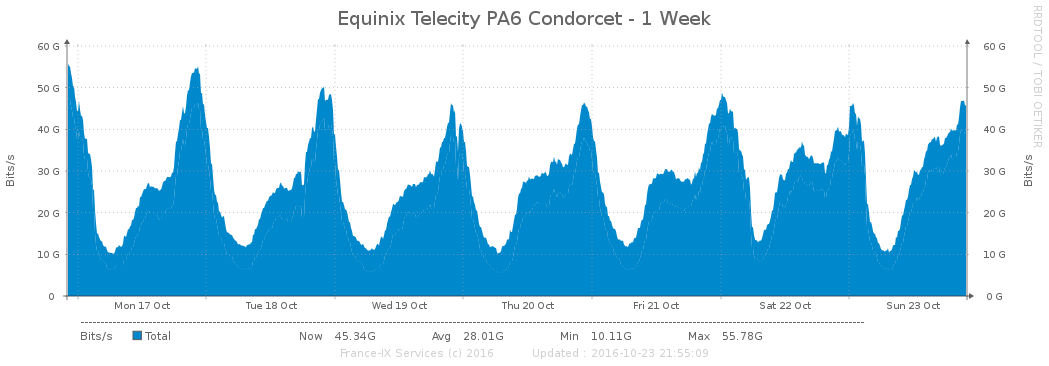 Equinix Telecity PA6 Condorcet - 1 Week
RRDTOOL / TOBI OETIKER
Bits/s
60 G 60 G
50 G 50 G
40 G 40 G
30 G 30 G
20 G 20 G
10 G 10 G
0 0 G
Bits/s
Mon 17 Oct Tue 18 Oct Wed 19 Oct Thu 20 Oct Fri 21 Oct Sat 22 Oct Sun 23 Oct
Bits/s Total Now 45.34G Avg 28.01G Min 10.11G Max 55.78G
France-IX Services (c) 2016 Updated : 2016-10-23 21:55:09